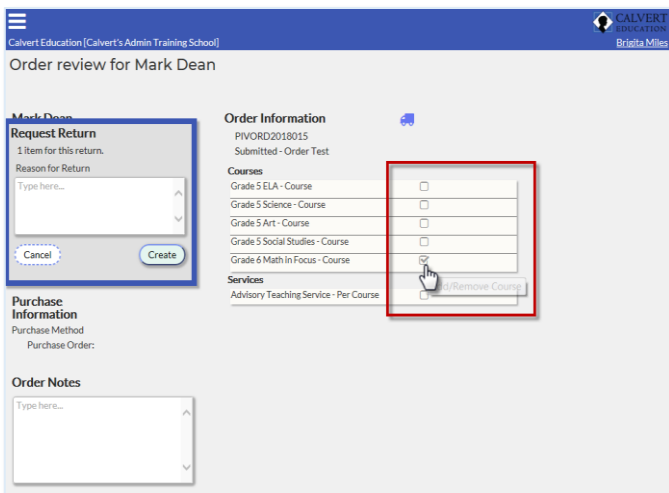 CALVERT
EDUCATION
Calvert Education [Calvert's Admin Training School]
Brigita Miles
Order review for Mark Dean
Mark Dean
Request Return
1 item for this return.
Reason for Return
Type here...
Cancel
Create
Purchase
Information
Purchase Method
Purchase Order:
Order Notes
Type here...
Order Information
PIVORD2018015
Submitted - Order Test
Courses
Grade 5 ELA - Course
Grade 5 Science - Course
Grade 5 Art - Course
Grade 5 Social Studies - Course
Grade 6 Math in Focus - Course
/Remove Course
Services
Advisory Teaching Service - Per Course